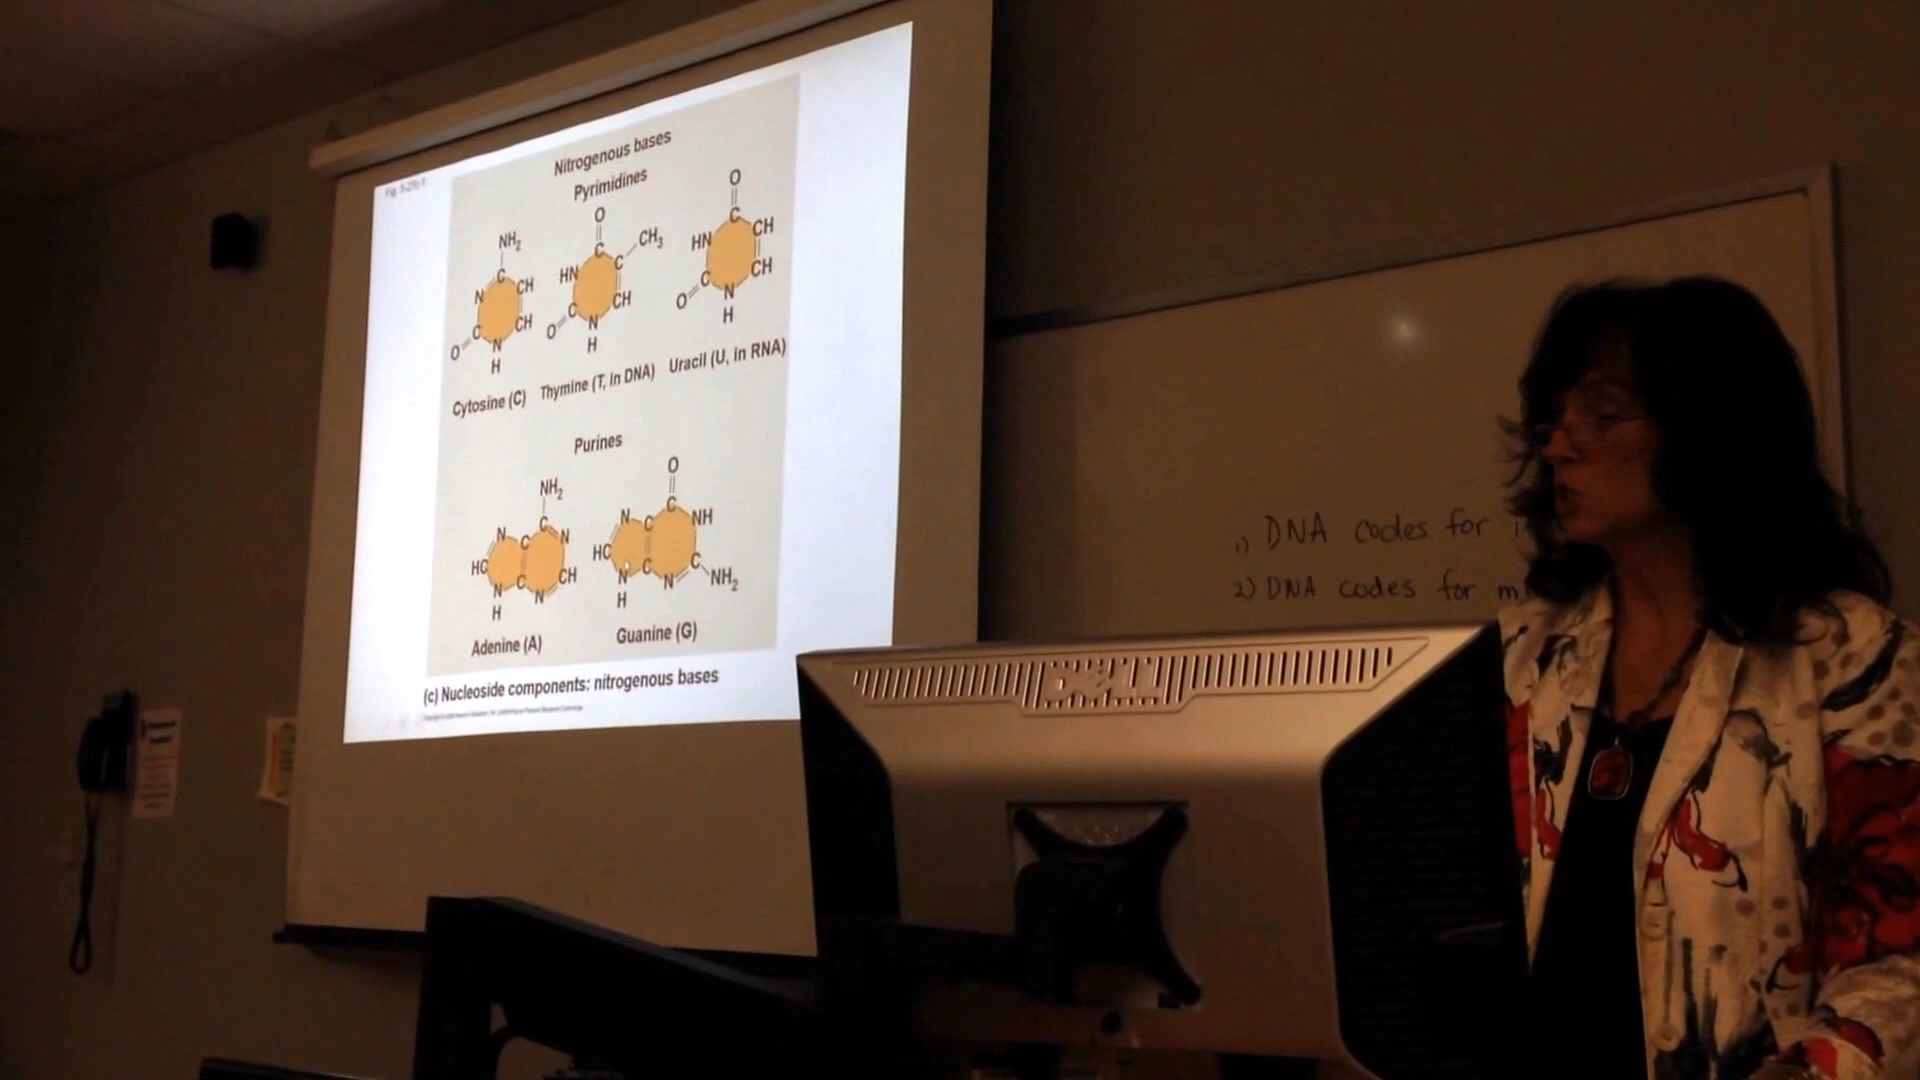 Nitrogenous bases
Pyrimidines
NH2
C
N
CH
C
CH
O
N
H
Cytosine (C)
O
C
C
CH3
HN
C
CH
O
N
H
Thymine (T, in DNA)
O
C
CH
HN
C
CH
O
N
H
Uracil (U, in RNA)
Purines
NH2
N
C
C
N
HC
N
C
N
CH
H
Adenine (A)
O
N
C
C
NH
HC
N
C
N
C
NH2
H
Guanine (G)
(c) Nucleoside components: nitrogenous bases
1) DNA codes for
2) DNA codes for
DELL